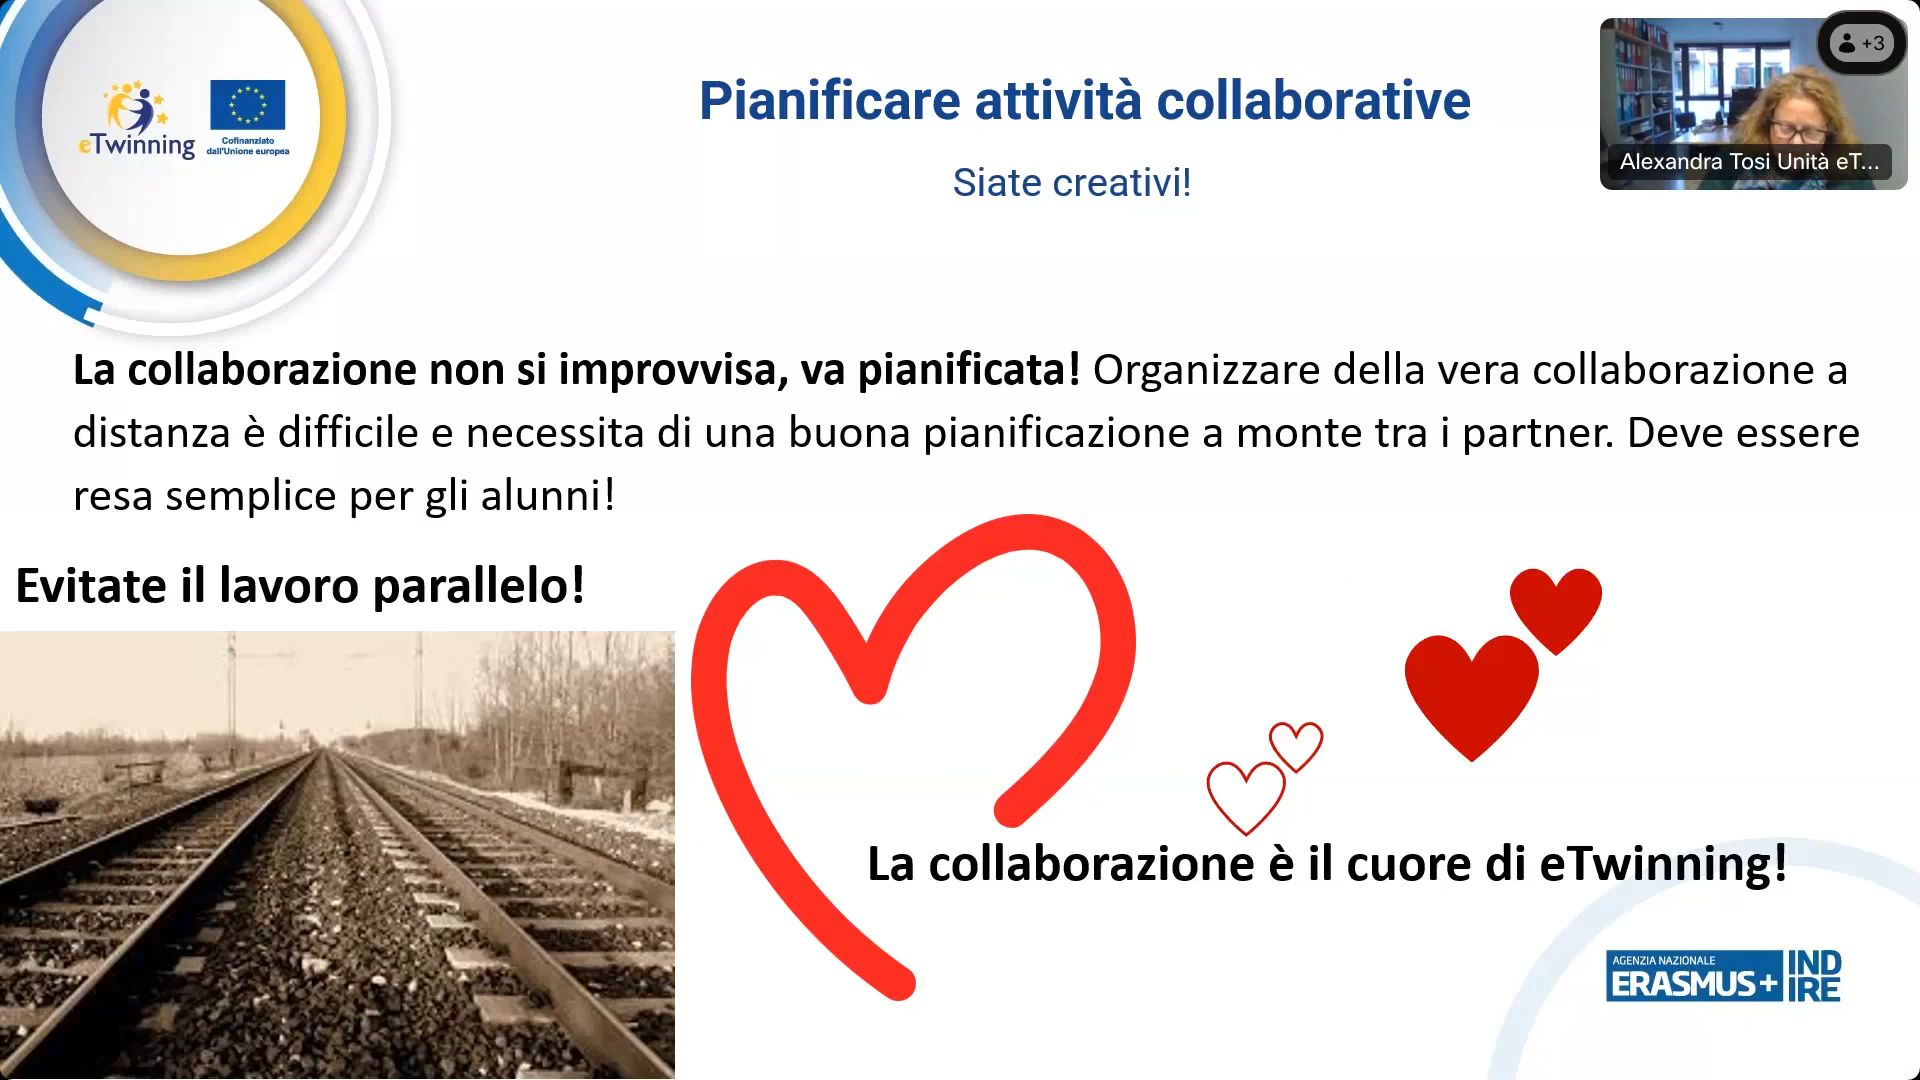 eTwinning
Cofinanziato
dall'Unione europea
Pianificare attività collaborative
Siate creativi!
+3
Alexandra Tosi Unità eT...
La collaborazione non si improvvisa, va pianificata! Organizzare della vera collaborazione a
distanza è difficile e necessita di una buona pianificazione a monte tra i partner. Deve essere
resa semplice per gli alunni!
Evitate il lavoro parallelo!
La collaborazione è il cuore di eTwinning!
AGENZIA NAZIONALE
ERASMUS+
IND
IRE